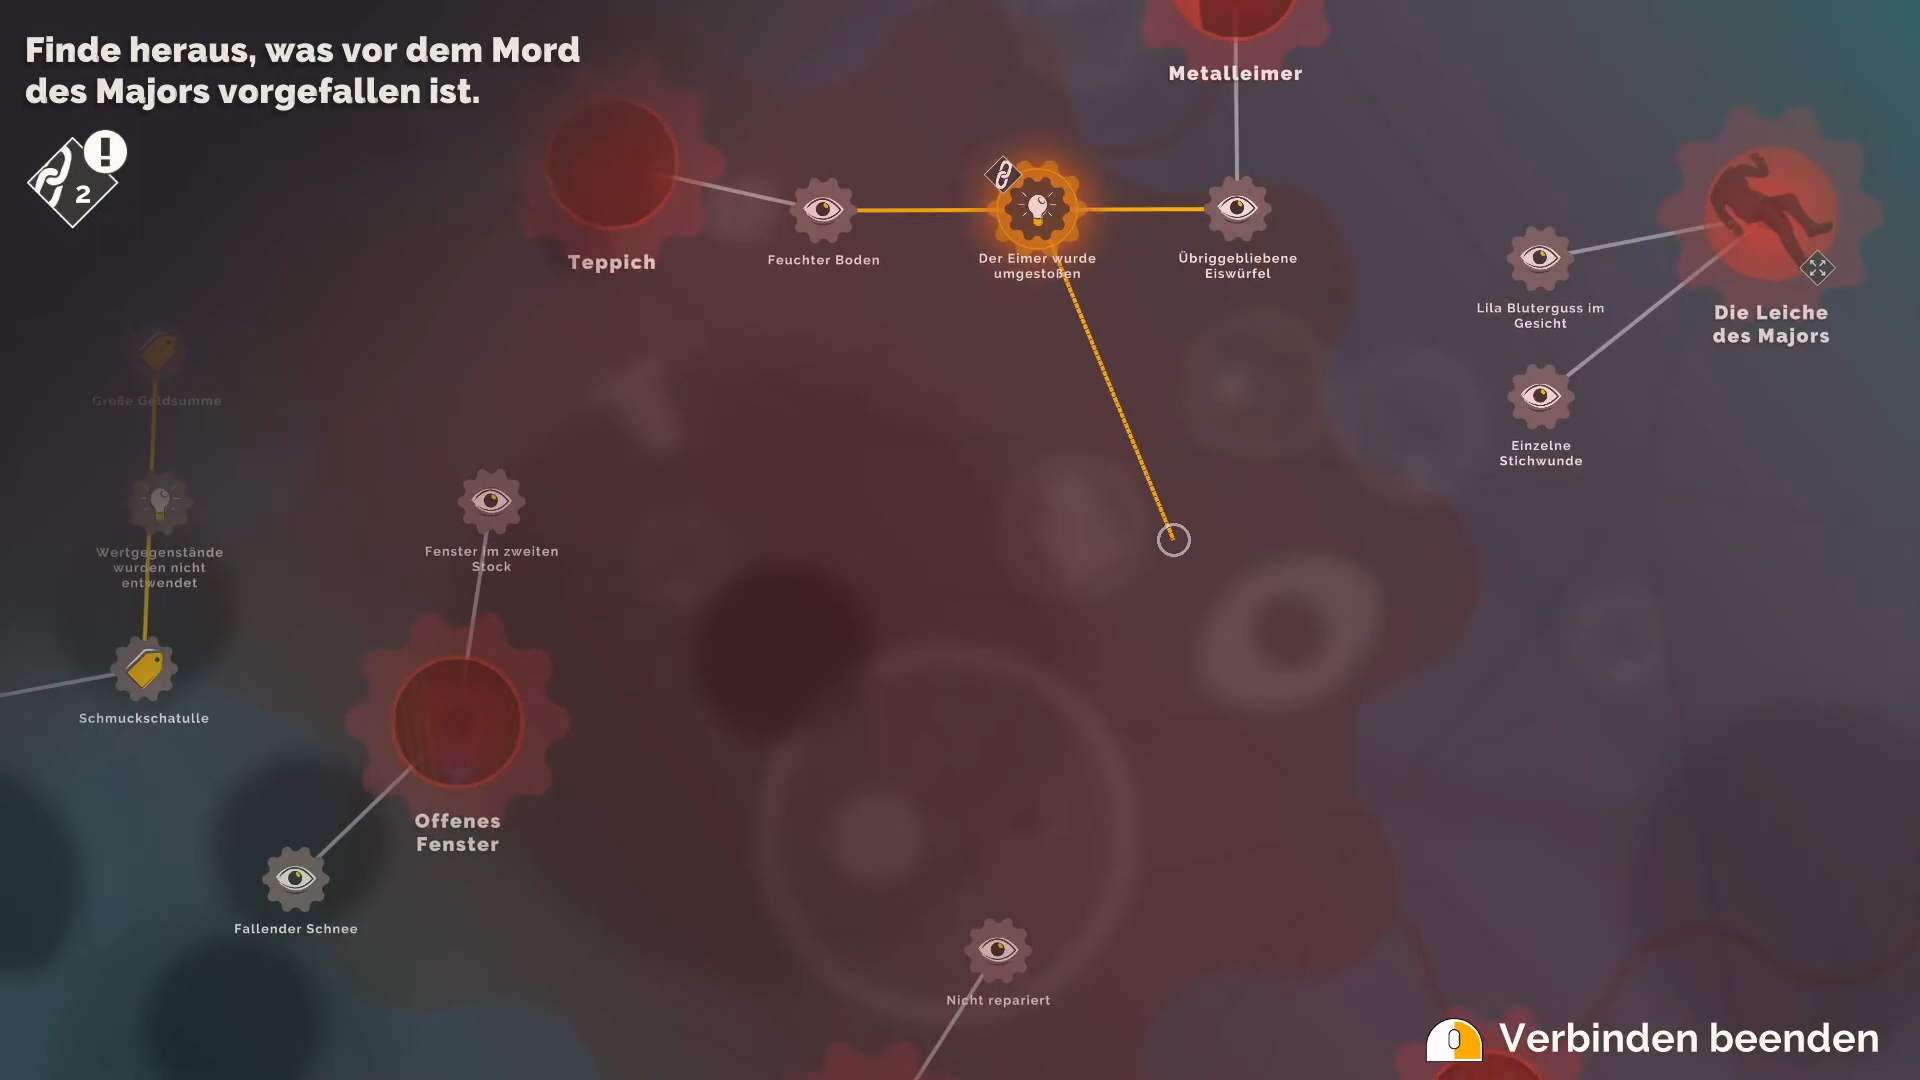 Finde heraus, was vor dem Mord
des Majors vorgefallen ist.
2
Metalleimer
Teppich
Feuchter Boden
Der Eimer wurde
umgestoßen
Übriggebliebene
Eiswürfel
Lila Bluterguss im
Gesicht
Die Leiche
des Majors
Große Geldsumme
Einzelne
Stichwunde
Wertgegenstände
wurden nicht
entwendet
Fenster im zweiten
Stock
Schmuckschatulle
Offenes
Fenster
Fallender Schnee
Nicht repariert
Verbinden beenden